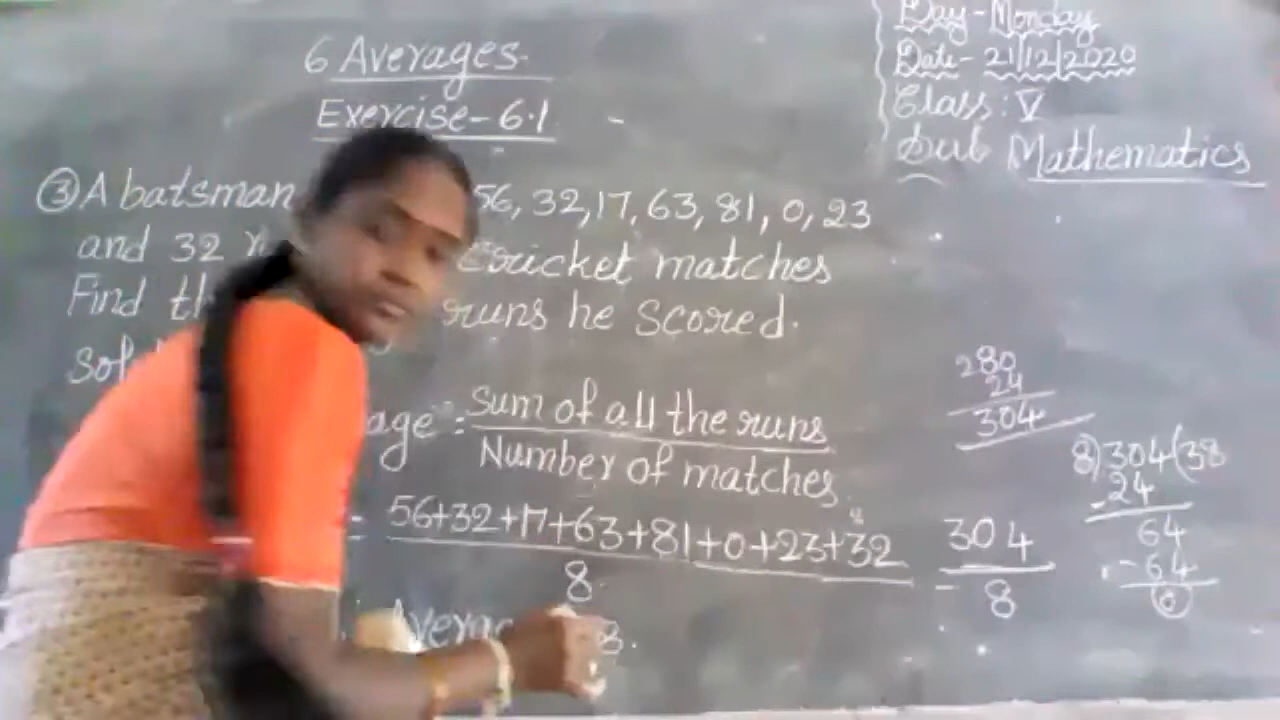 Day - Monday
Date - 21/12/2020
Class : V
Sub Mathematics
6 Averages.
Exercise - 6.1
③ A batsman 56, 32, 17, 63, 81, 0, 23
and 32 Cricket matches
Find runs he scored.
Sol
age = Sum of all the runs
Number of matches
= 56+32+17+63+81+0+23+32
8
304
8
Averag 8.
280
24
304
8)304(38
-24
64
-64
0